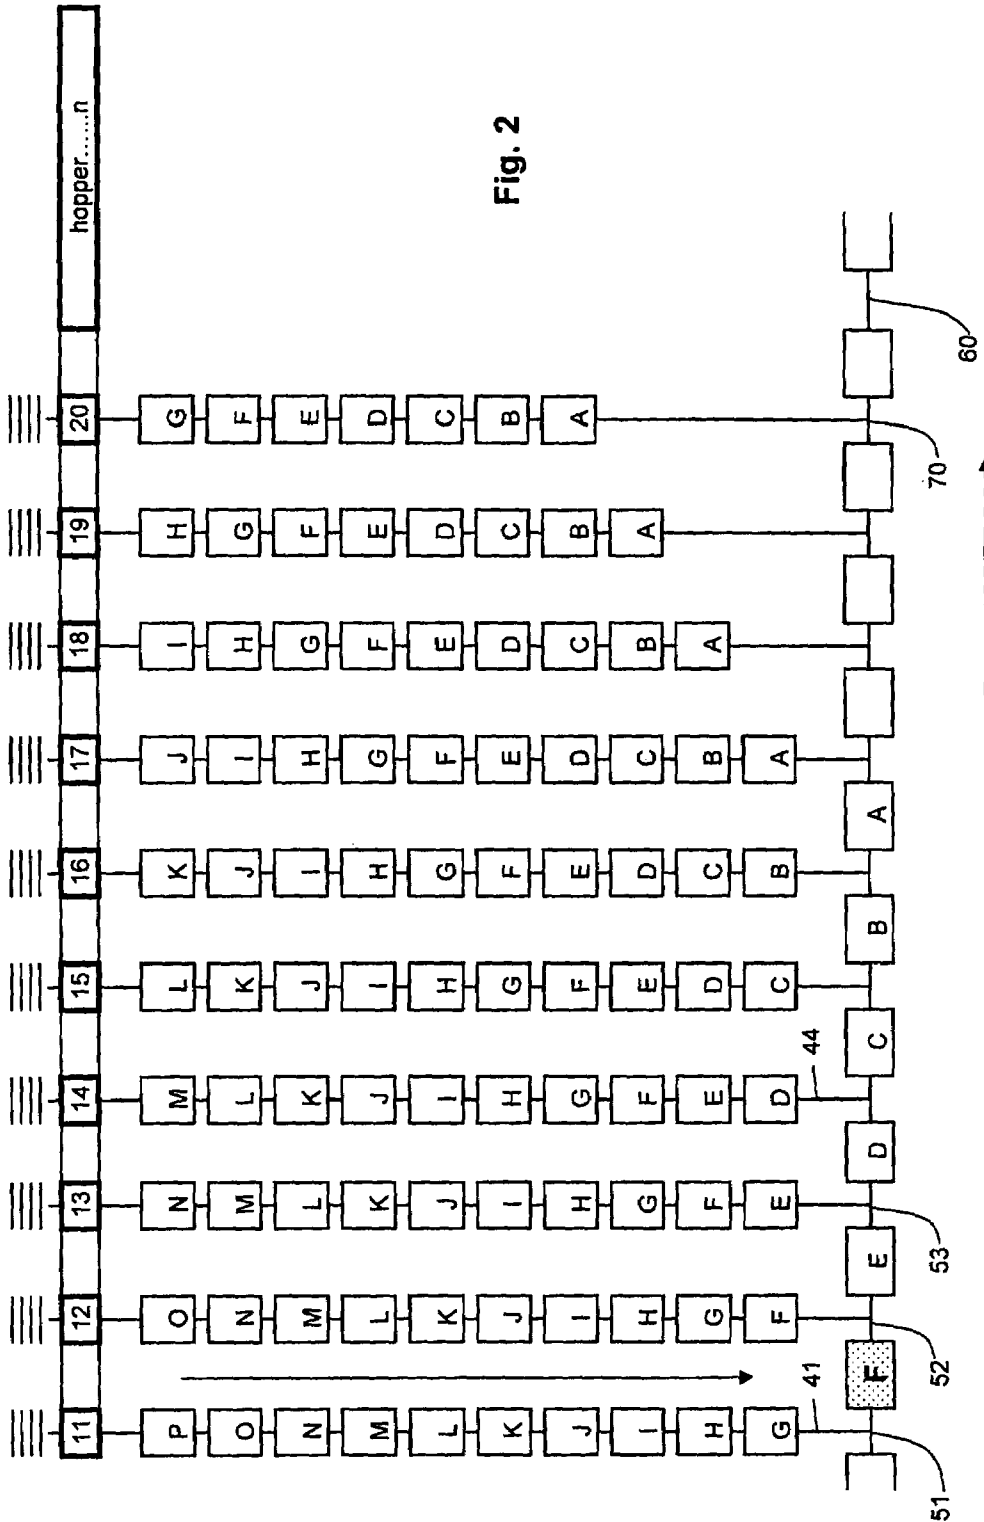 hopper.......n
11 12 13 14 15 16 17 18 19 20
P O N M L K J I H G
O N M L K J I H G F
N M L K J I H G F E
M L K J I H G F E D
L K J I H G F E D C
K J I H G F E D C B
J I H G F E D C B A
I H G F E D C B A
H G F E D C B A
G F E D C B A
41
44
F E D C B A
51
52
53
70
60
Fig. 2